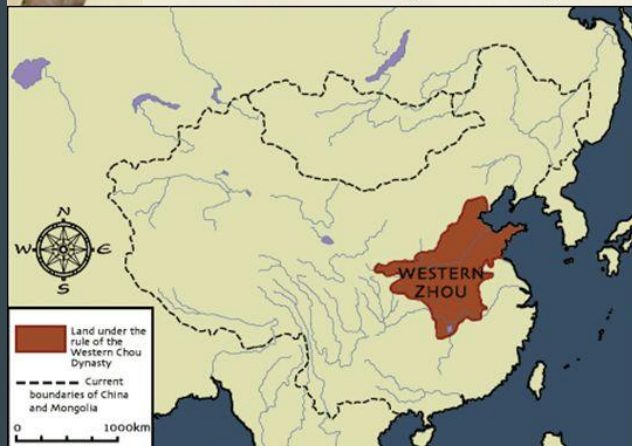 N
W E
S
WESTERN
ZHOU
Land under the
rule of the
Western Chou
Dynasty
Current
boundaries of China
and Mongolia
0 1000km